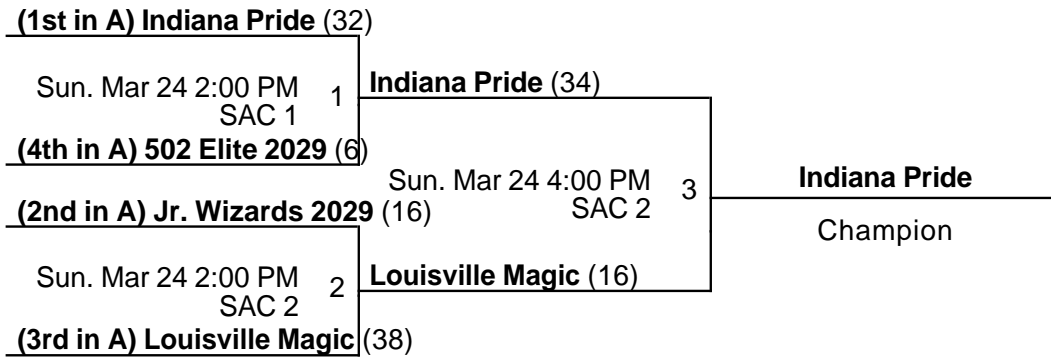 (1st in A) Indiana Pride (32)
Sun. Mar 24 2:00 PM
SAC 1
1
(4th in A) 502 Elite 2029 (6)
Indiana Pride (34)
(2nd in A) Jr. Wizards 2029 (16)
Sun. Mar 24 2:00 PM
SAC 2
2
(3rd in A) Louisville Magic (38)
Louisville Magic (16)
Sun. Mar 24 4:00 PM
SAC 2
3
Indiana Pride
Champion